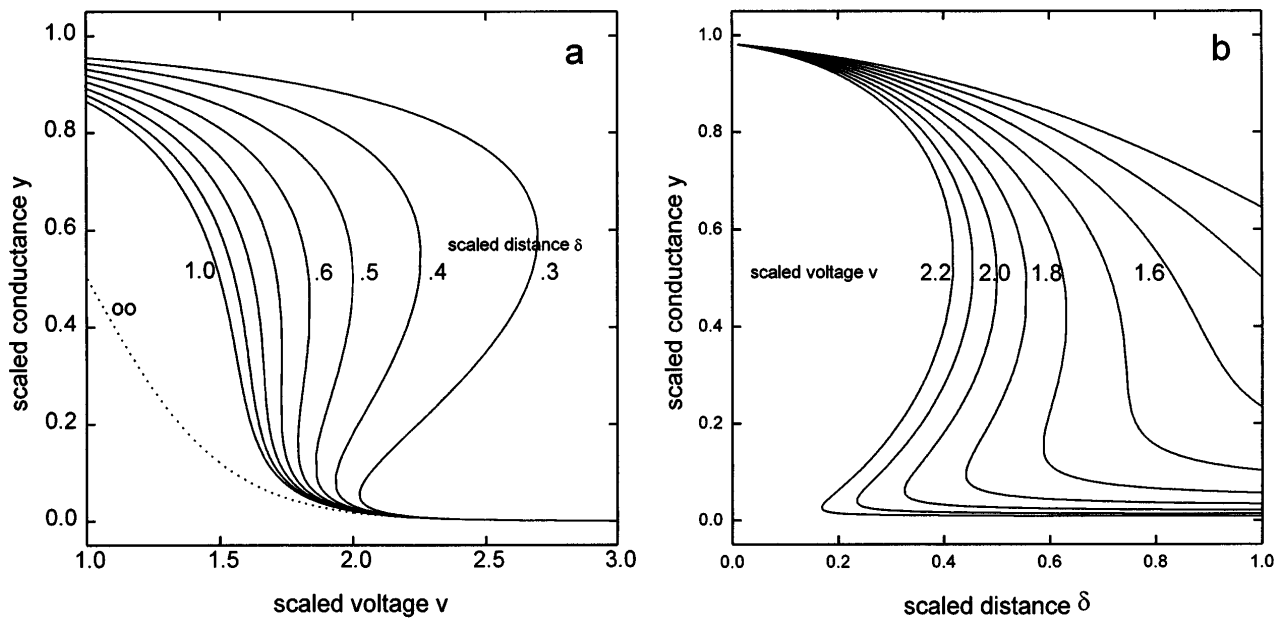 a
1.0
0.8
0.6
0.4
0.2
0.0
scaled conductance y
scaled distance δ
1.0 .6 .5 .4 .3
oo
1.0 1.5 2.0 2.5 3.0
scaled voltage v
b
1.0
0.8
0.6
0.4
0.2
0.0
scaled conductance y
scaled voltage v 2.2 2.0 1.8 1.6
0.0 0.2 0.4 0.6 0.8 1.0
scaled distance δ